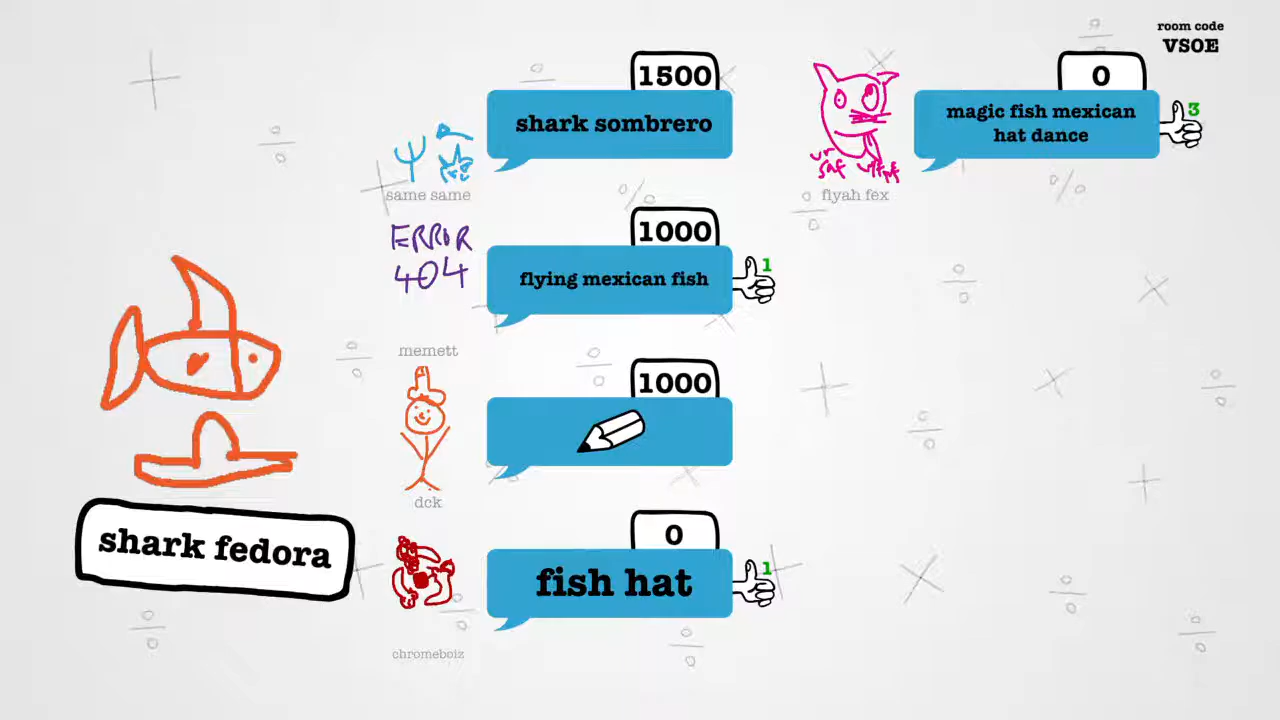 room code
VSOE
1500
shark sombrero
same same
0
magic fish mexican
hat dance
3
fiyah fex
ERROR
404
1000
flying mexican fish
1
memett
1000
dck
shark fedora
0
fish hat
1
chromeboiz